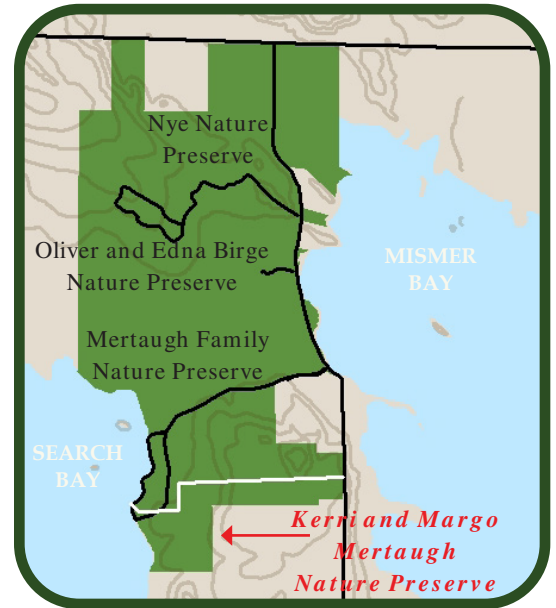 Nye Nature
Preserve
Oliver and Edna Birge
Nature Preserve
MISMER
BAY
Mertaugh Family
Nature Preserve
SEARCH
BAY
Kerri and Margo
Mertaugh
Nature Preserve